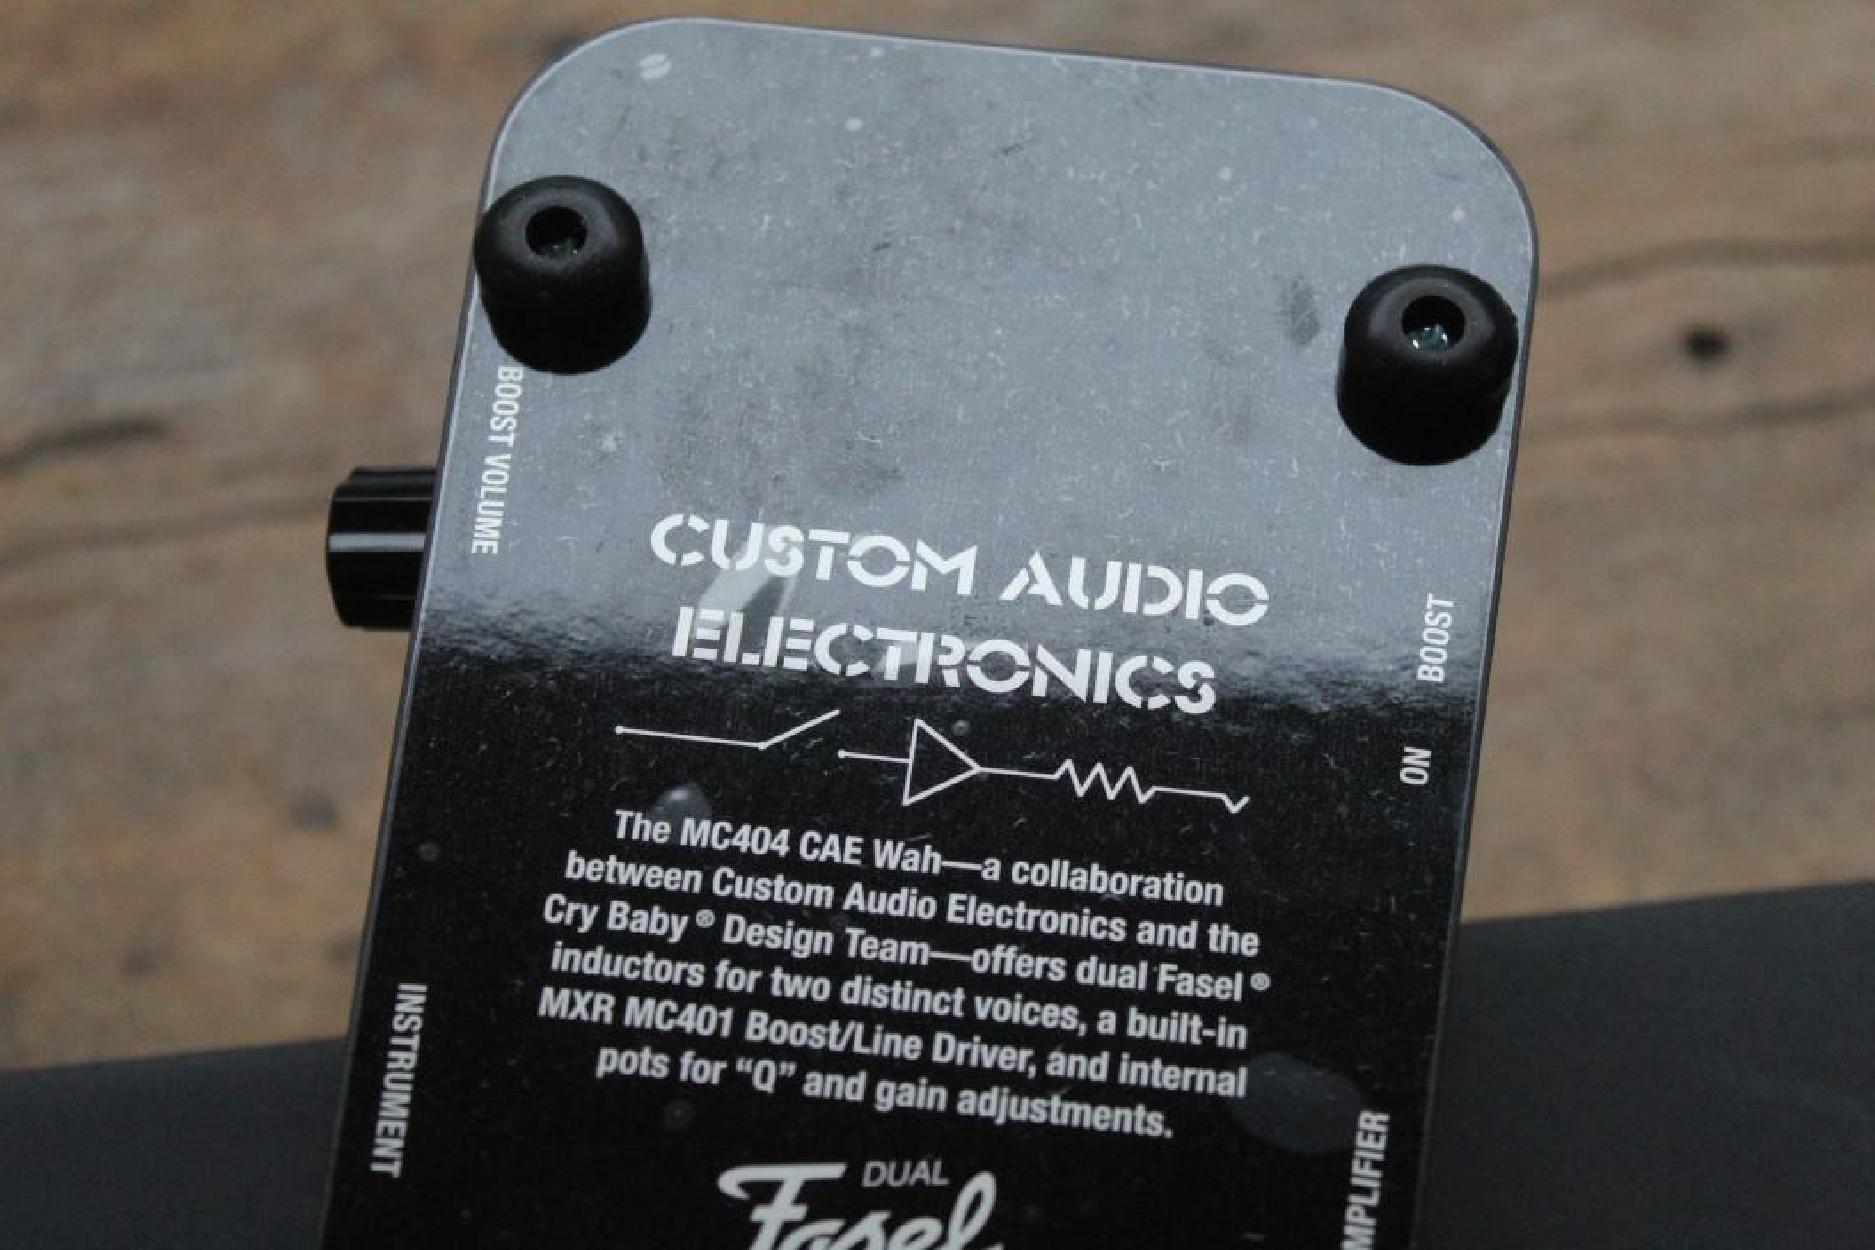 BOOST VOLUME
CUSTOM AUDIO
ELECTRONICS
BOOST
ON
The MC404 CAE Wah—a collaboration
between Custom Audio Electronics and the
Cry Baby® Design Team—offers dual Fasel®
inductors for two distinct voices, a built-in
MXR MC401 Boost/Line Driver, and internal
pots for “Q” and gain adjustments.
INSTRUMENT
MPLIFIER
DUAL
Fasel